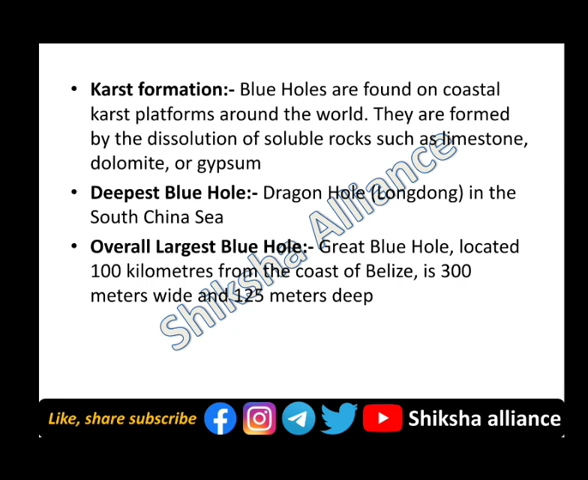 • Karst formation:- Blue Holes are found on coastal
karst platforms around the world. They are formed
by the dissolution of soluble rocks such as limestone,
dolomite, or gypsum
• Deepest Blue Hole:- Dragon Hole (Longdong) in the
South China Sea
• Overall Largest Blue Hole:- Great Blue Hole, located
100 kilometres from the coast of Belize, is 300
meters wide and 125 meters deep
Shiksha Alliance
Like, share subscribe
Shiksha alliance